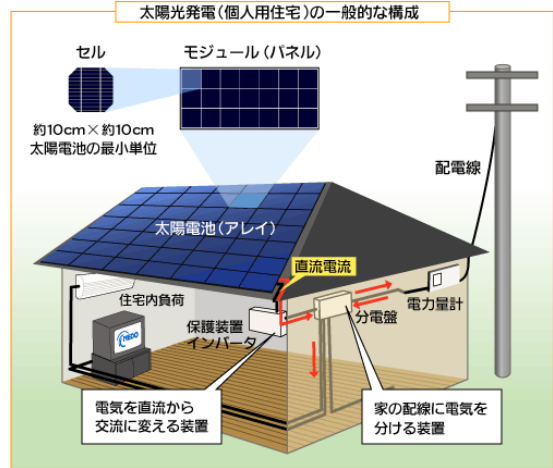 太陽光発電(個人用住宅)の一般的な構成
セル
モジュール(パネル)
約10cm×約10cm
太陽電池の最小単位
配電線
太陽電池(アレイ)
直流電流
住宅内負荷
保護装置
インバータ
分電盤
電力量計
NEDO
電気を直流から
交流に変える装置
家の配線に電気を
分ける装置